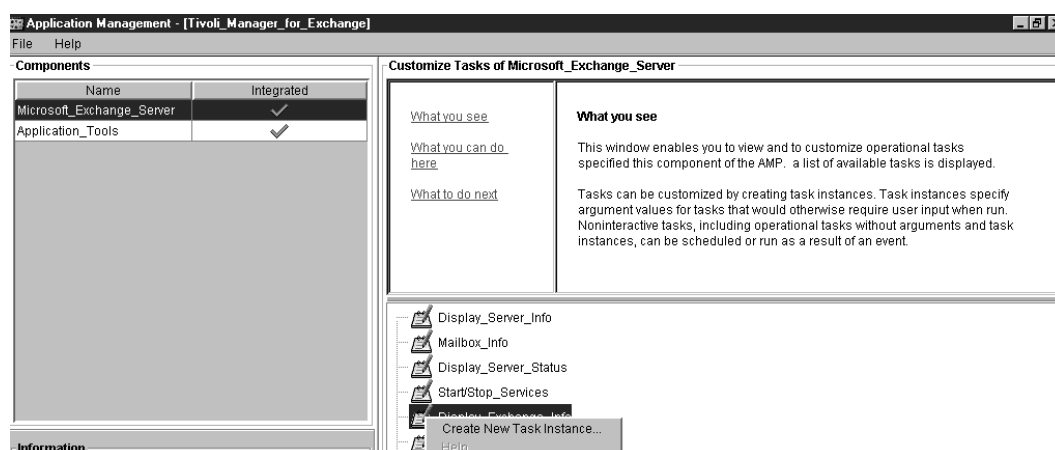 Application Management - [Tivoli_Manager_for_Exchange]
File Help
Components
Name Integrated
Microsoft_Exchange_Server
Application_Tools
Information
Customize Tasks of Microsoft_Exchange_Server
What you see
What you can do
here
What to do next
What you see
This window enables you to view and to customize operational tasks
specified this component of the AMP. a list of available tasks is displayed.
Tasks can be customized by creating task instances. Task instances specify
argument values for tasks that would otherwise require user input when run.
Noninteractive tasks, including operational tasks without arguments and task
instances, can be scheduled or run as a result of an event.
Display_Server_Info
Mailbox_Info
Display_Server_Status
Start/Stop_Services
Display_Exchange_Info
Create New Task Instance...
Help